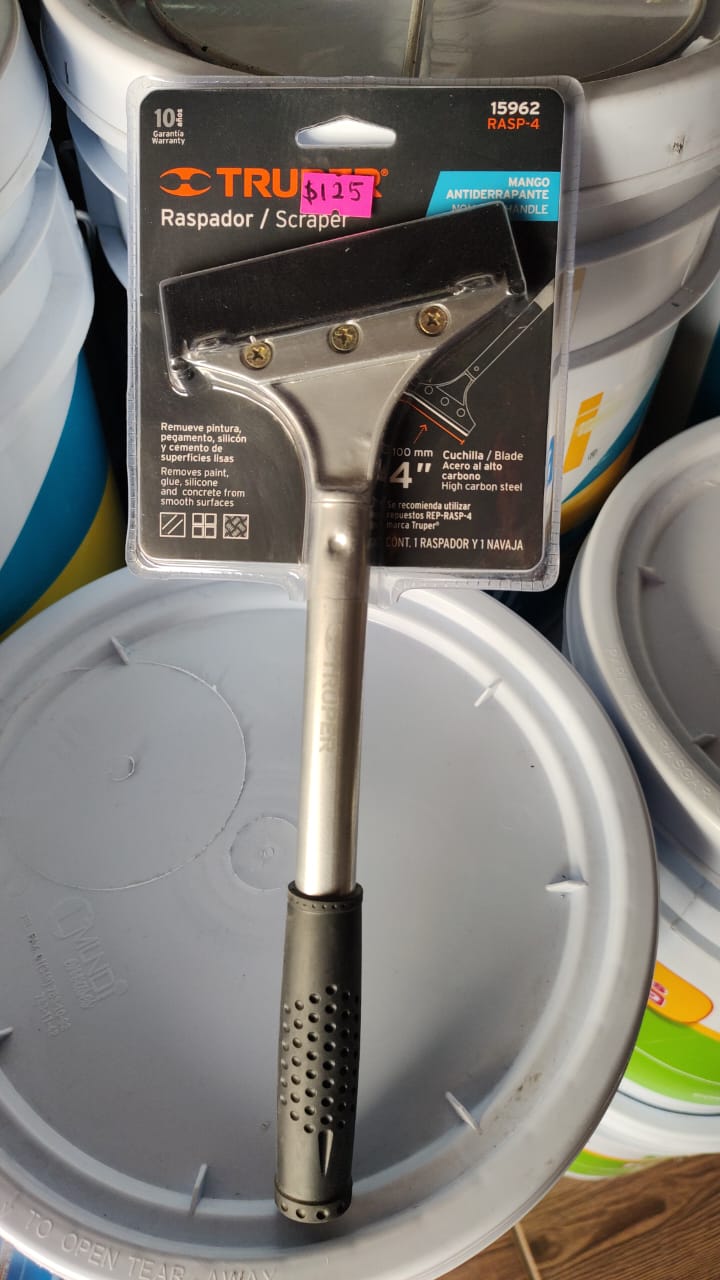 10 años
Garantía
Warranty
15962
RASP-4
TRUPER®
$125
Raspador / Scraper
MANGO
ANTIDERRAPANTE
HANDLE
Remueve pintura,
pegamento, silicón
y cemento de
superficies lisas
Removes paint,
glue, silicone
and concrete from
smooth surfaces
100 mm
4"
Cuchilla / Blade
Acero al alto
carbono
High carbon steel
Se recomienda utilizar
repuestos REP-RASP-4
marca Truper®
CONT. 1 RASPADOR Y 1 NAVAJA
TRUPER
TO OPEN TEAR AWAY